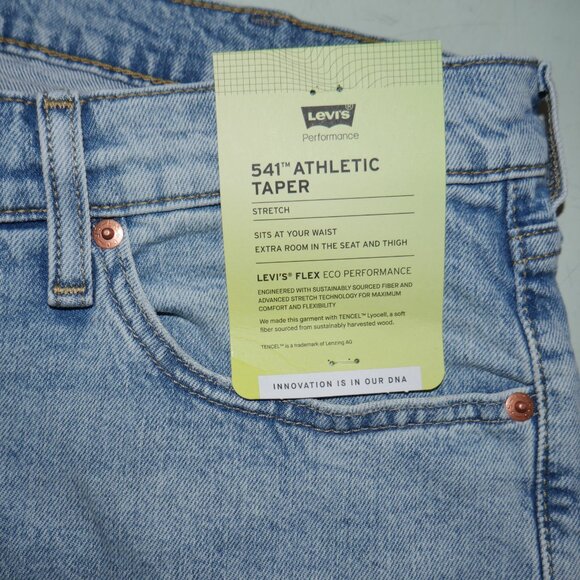 Levi's
Performance
541™ ATHLETIC
TAPER
STRETCH
SITS AT YOUR WAIST
EXTRA ROOM IN THE SEAT AND THIGH
LEVI'S® FLEX ECO PERFORMANCE
ENGINEERED WITH SUSTAINABLY SOURCED FIBER AND
ADVANCED STRETCH TECHNOLOGY FOR MAXIMUM
COMFORT AND FLEXIBILITY
We made this garment with TENCEL™ Lyocell, a soft
fiber sourced from sustainably harvested wood.
TENCEL™ is a trademark of Lenzing AG
INNOVATION IS IN OUR DNA